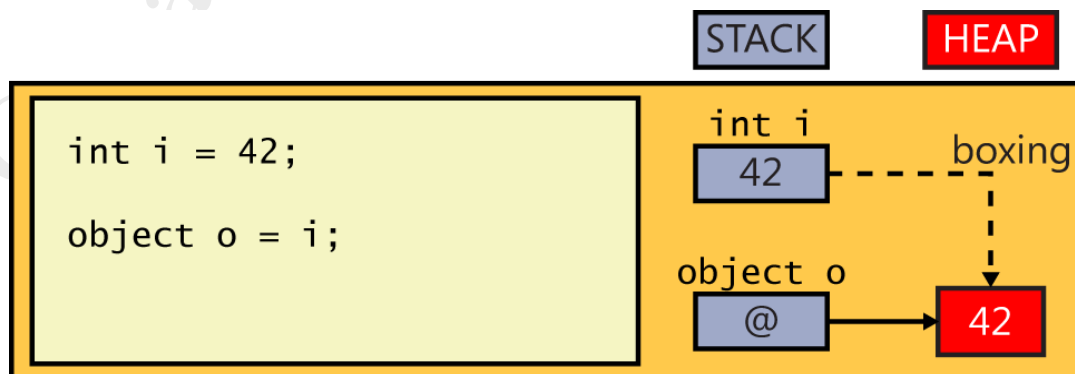 STACK HEAP
int i = 42;
object o = i;
int i
42
boxing
object o
@
42